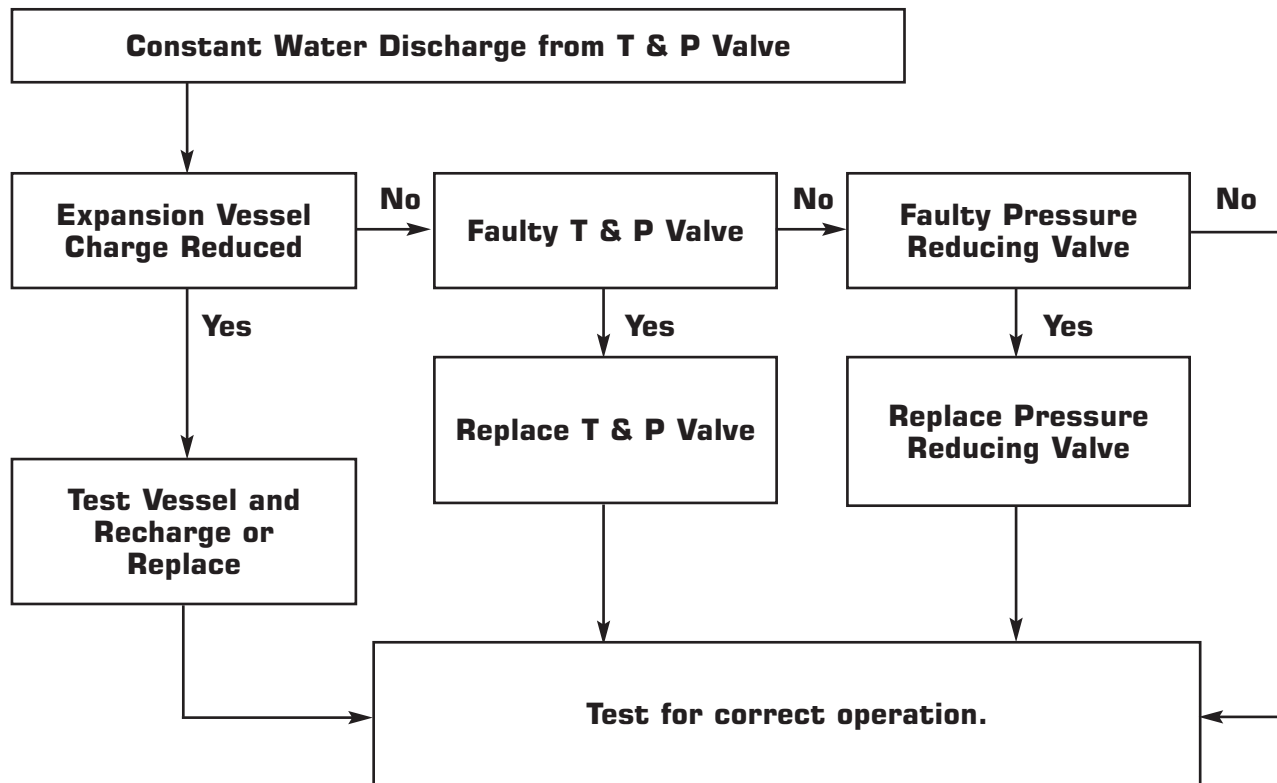 Constant Water Discharge from T & P Valve
Expansion Vessel
Charge Reduced
No
Faulty T & P Valve
No
Faulty Pressure
Reducing Valve
No
Yes
Yes
Yes
Replace T & P Valve
Replace Pressure
Reducing Valve
Test Vessel and
Recharge or
Replace
Test for correct operation.